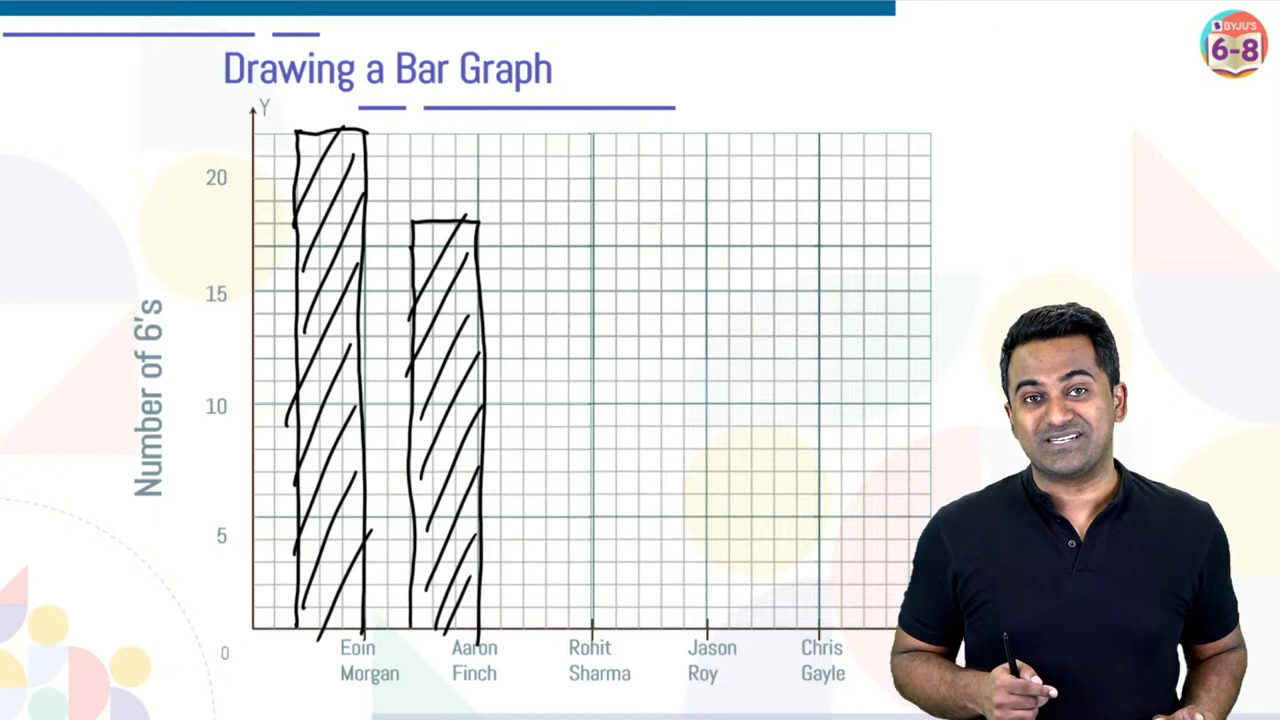 BYJU'S
6-8
Drawing a Bar Graph
Y
20
15
10
5
0
Number of 6's
Eoin
Morgan
Aaron
Finch
Rohit
Sharma
Jason
Roy
Chris
Gayle